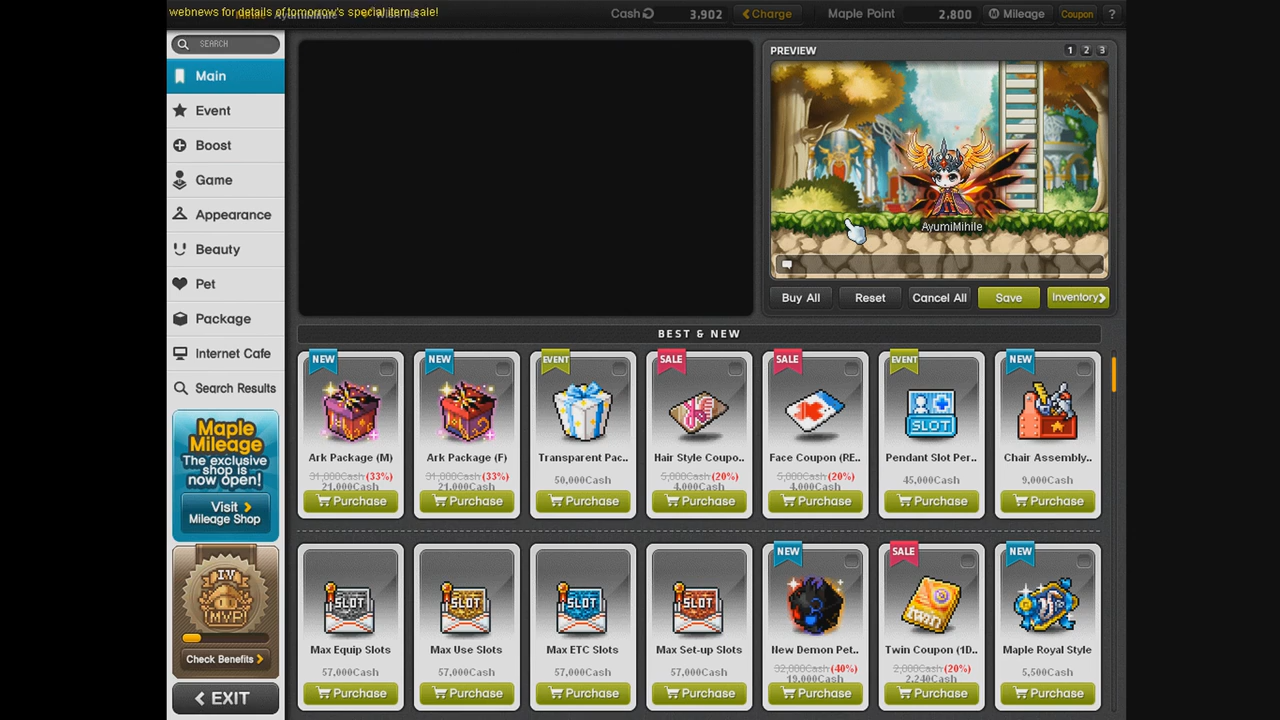 webnews for details of tomorrow's special item sale!
Cash 3,902 Charge Maple Point 2,800 Mileage Coupon ?
SEARCH
Main
Event
Boost
Game
Appearance
Beauty
Pet
Package
Internet Cafe
Search Results
Maple
Mileage
The exclusive
shop is
now open!
Visit
Mileage Shop
IV
MVP
Check Benefits
EXIT
PREVIEW 1 2 3
AyumiMihile
Buy All Reset Cancel All Save Inventory
BEST & NEW
NEW NEW EVENT SALE SALE EVENT NEW
SLOT
Ark Package (M) Ark Package (F) Transparent Pac.. Hair Style Coupo.. Face Coupon (RE.. Pendant Slot Per.. Chair Assembly..
31,000Cash (33%) 31,000Cash (33%) 50,000Cash 5,000Cash (20%) 5,000Cash (20%) 45,000Cash 9,000Cash
21,000Cash 21,000Cash 4,000Cash 4,000Cash
Purchase Purchase Purchase Purchase Purchase Purchase Purchase
NEW SALE NEW
SLOT SLOT SLOT SLOT TWIN
Max Equip Slots Max Use Slots Max ETC Slots Max Set-up Slots New Demon Pet.. Twin Coupon (1D.. Maple Royal Style
57,000Cash 57,000Cash 57,000Cash 57,000Cash 32,000Cash (40%) 2,800Cash (20%) 5,500Cash
19,000Cash 2,240Cash
Purchase Purchase Purchase Purchase Purchase Purchase Purchase